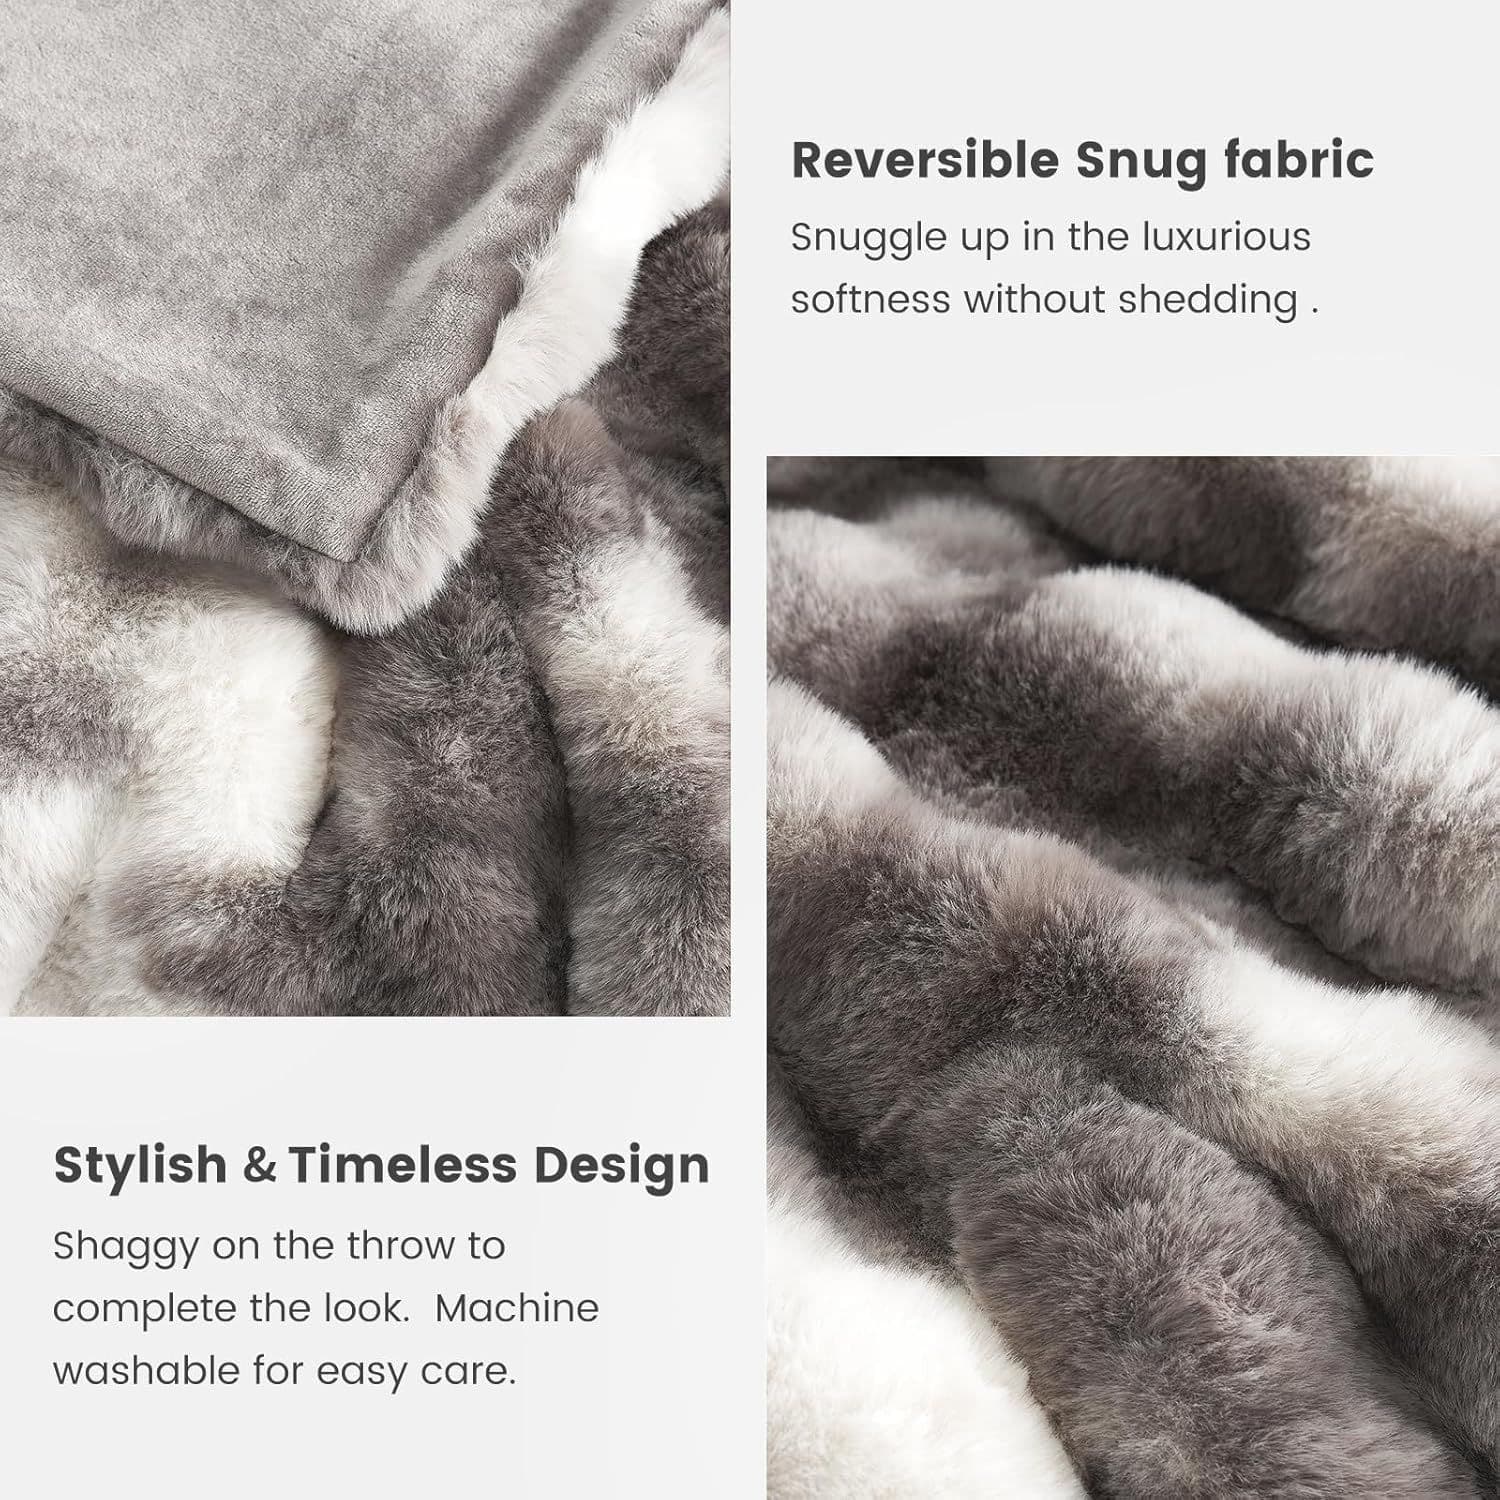 Reversible Snug fabric
Snuggle up in the luxurious
softness without shedding .
Stylish & Timeless Design
Shaggy on the throw to
complete the look.  Machine
washable for easy care.